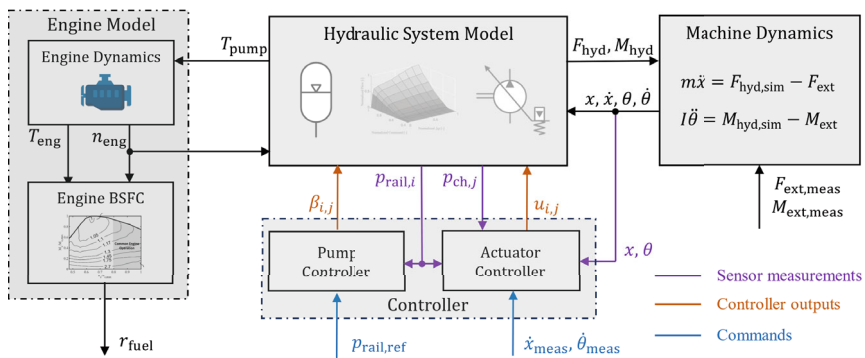 Engine Model
Engine Dynamics
T_pump
Hydraulic System Model
F_hyd, M_hyd
Machine Dynamics
mẍ = F_hyd,sim − F_ext
Iθ̈ = M_hyd,sim − M_ext
x, ẋ, θ, θ̇
T_eng
n_eng
Engine BSFC
p_rail,i
p_ch,j
β_i,j
u_i,j
F_ext,meas
M_ext,meas
Pump
Controller
Actuator
Controller
x, θ
Controller
Sensor measurements
Controller outputs
Commands
r_fuel
p_rail,ref
ẋ_meas, θ̇_meas